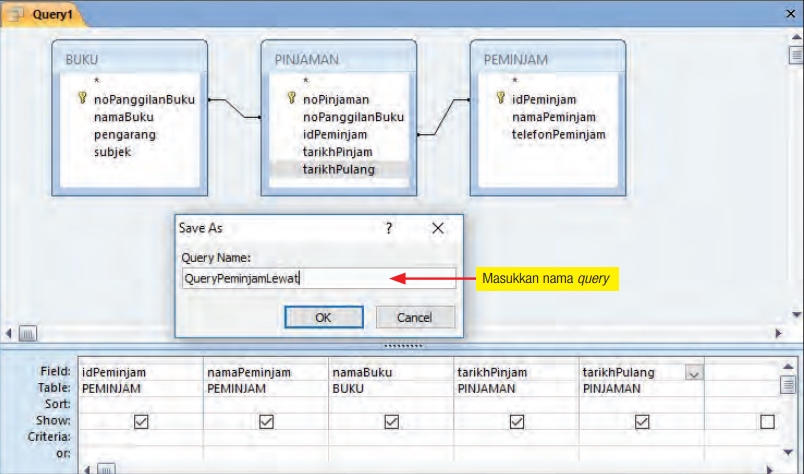 Query1
BUKU
*
noPanggilanBuku
namaBuku
pengarang
subjek
PINJAMAN
*
noPinjaman
noPanggilanBuku
idPeminjam
tarikhPinjam
tarikhPulang
PEMINJAM
*
idPeminjam
namaPeminjam
telefonPeminjam
Save As
Query Name:
QueryPeminjamLewat
OK Cancel
Masukkan nama query
Field: idPeminjam namaPeminjam namaBuku tarikhPinjam tarikhPulang
Table: PEMINJAM PEMINJAM BUKU PINJAMAN PINJAMAN
Sort:
Show:
Criteria:
or: